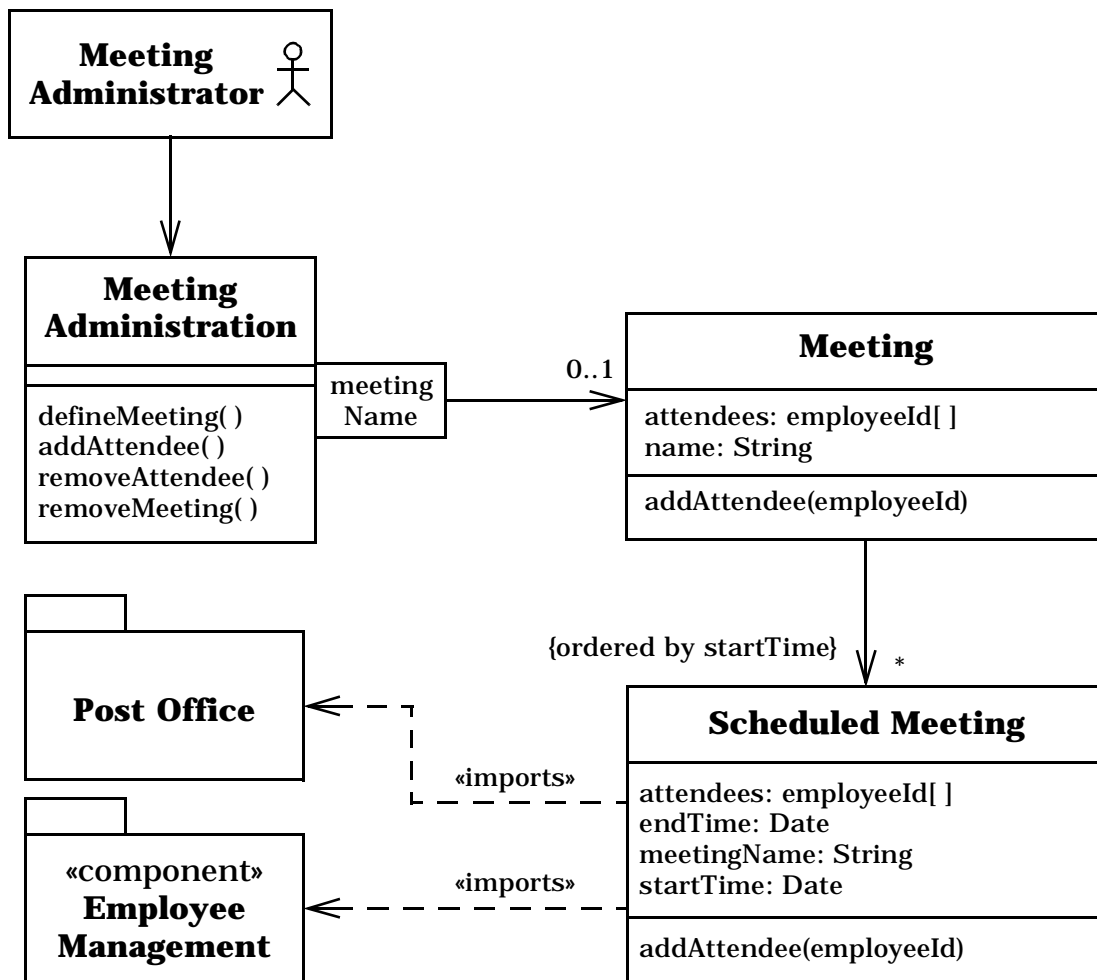 Meeting
Administrator
Meeting
Administration
defineMeeting( )
addAttendee( )
removeAttendee( )
removeMeeting( )
meeting
Name
0..1
Meeting
attendees: employeeId[ ]
name: String
addAttendee(employeeId)
{ordered by startTime}
*
Post Office
«imports»
Scheduled Meeting
attendees: employeeId[ ]
endTime: Date
meetingName: String
startTime: Date
addAttendee(employeeId)
«component»
Employee
Management
«imports»